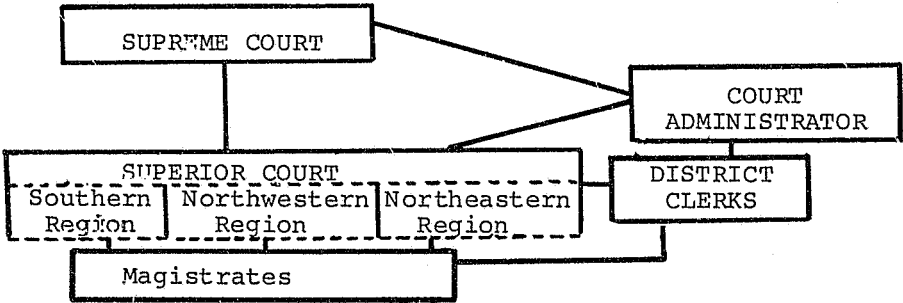 SUPREME COURT
COURT
ADMINISTRATOR
SUPERIOR COURT
DISTRICT
CLERKS
Southern Northwestern Northeastern
Region Region Region
Magistrates